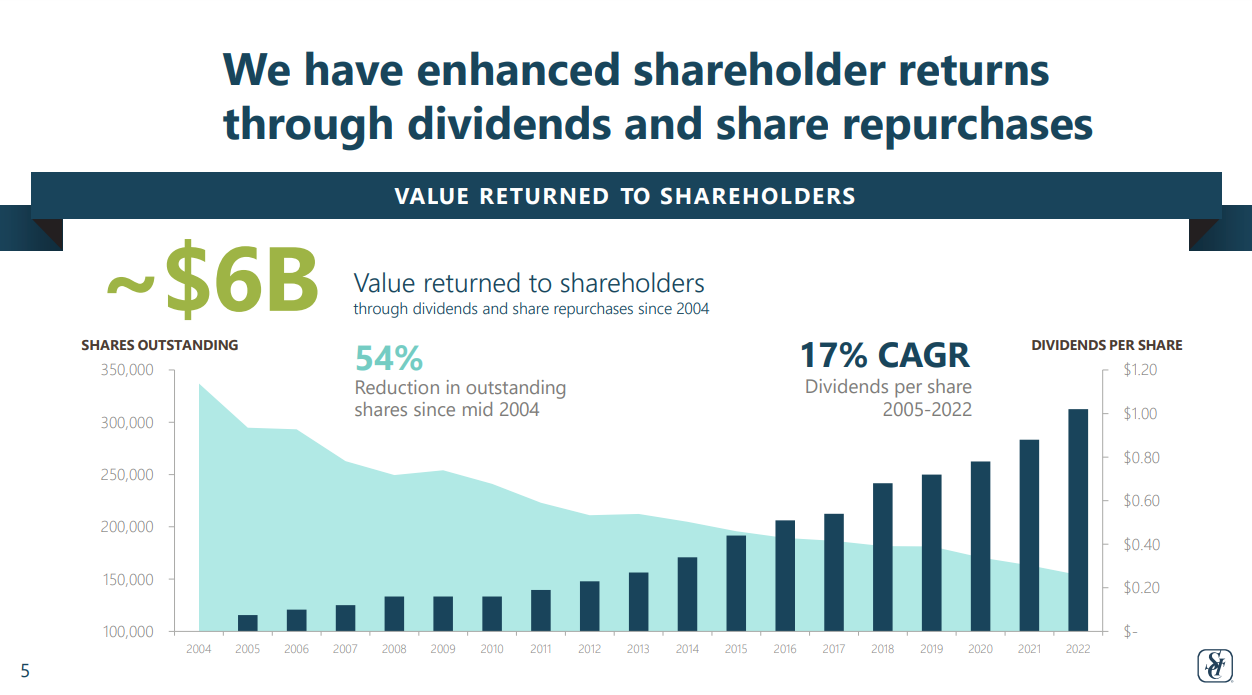 We have enhanced shareholder returns
through dividends and share repurchases
VALUE RETURNED TO SHAREHOLDERS
~$6B
Value returned to shareholders
through dividends and share repurchases since 2004
SHARES OUTSTANDING
54%
Reduction in outstanding
shares since mid 2004
17% CAGR
Dividends per share
2005-2022
DIVIDENDS PER SHARE
350,000
300,000
250,000
200,000
150,000
100,000
$1.20
$1.00
$0.80
$0.60
$0.40
$0.20
$-
2004 2005 2006 2007 2008 2009 2010 2011 2012 2013 2014 2015 2016 2017 2018 2019 2020 2021 2022
5